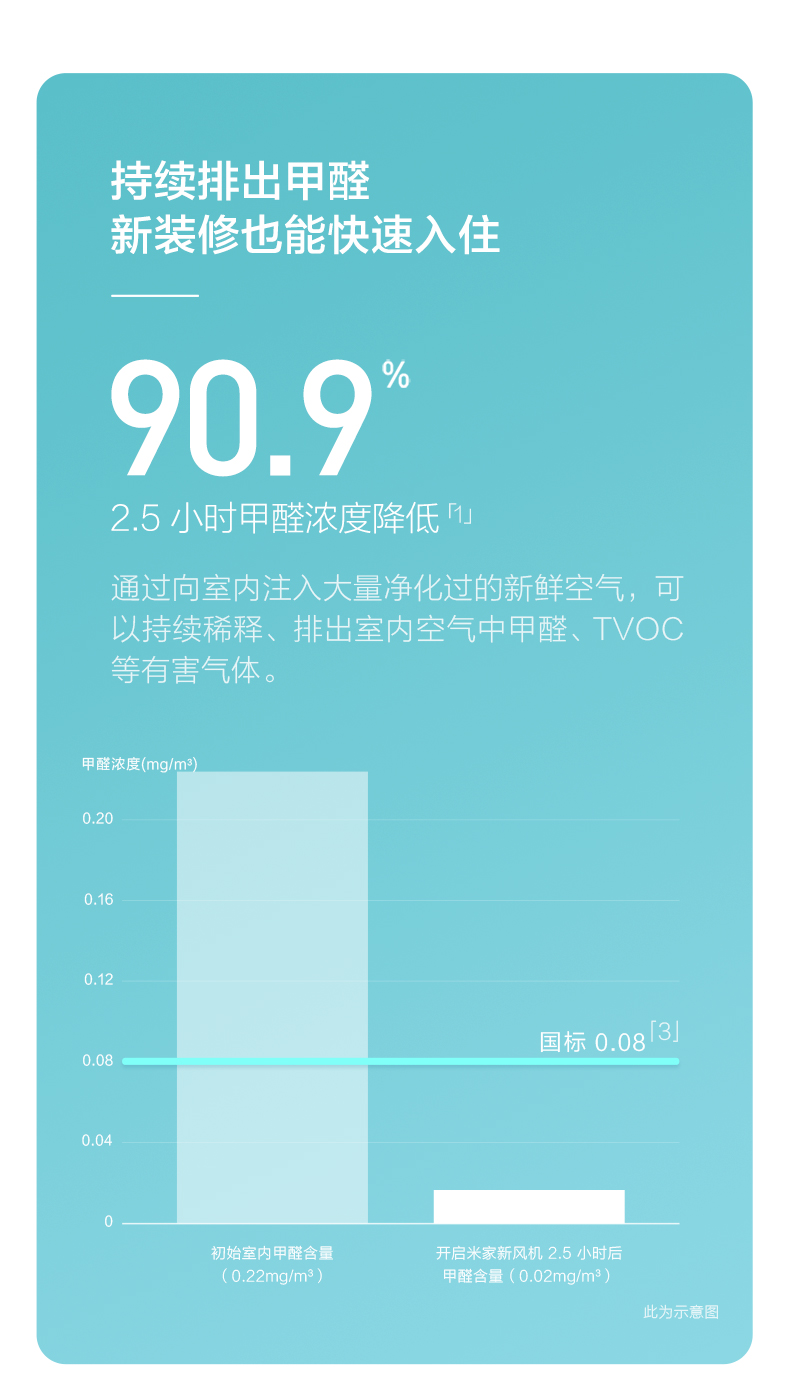 持续排出甲醛
新装修也能快速入住
90.9%
2.5 小时甲醛浓度降低「1」
通过向室内注入大量净化过的新鲜空气，可
以持续稀释、排出室内空气中甲醛、TVOC
等有害气体。
甲醛浓度(mg/m³)
0.20
0.16
0.12
国标 0.08「3」
0.08
0.04
0
初始室内甲醛含量
（0.22mg/m³）
开启米家新风机 2.5 小时后
甲醛含量（0.02mg/m³）
此为示意图